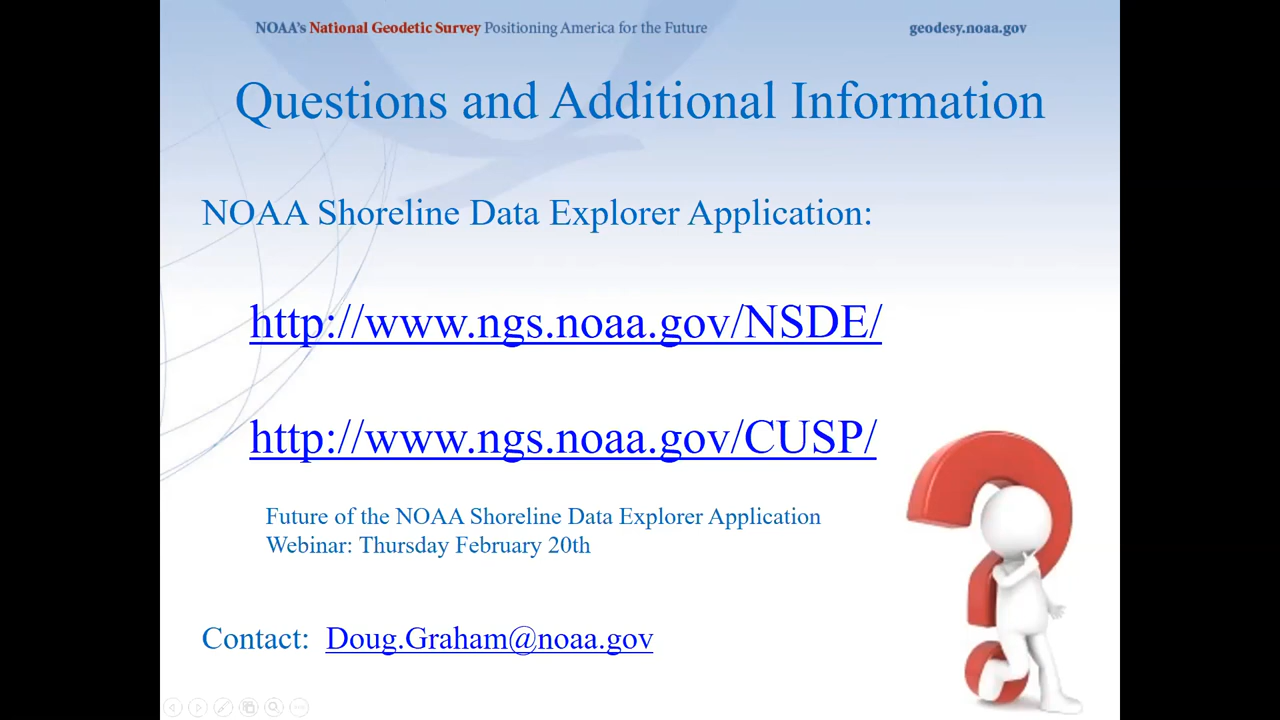 NOAA's National Geodetic Survey Positioning America for the Future
geodesy.noaa.gov
Questions and Additional Information
NOAA Shoreline Data Explorer Application:
http://www.ngs.noaa.gov/NSDE/
http://www.ngs.noaa.gov/CUSP/
Future of the NOAA Shoreline Data Explorer Application
Webinar: Thursday February 20th
Contact: Doug.Graham@noaa.gov